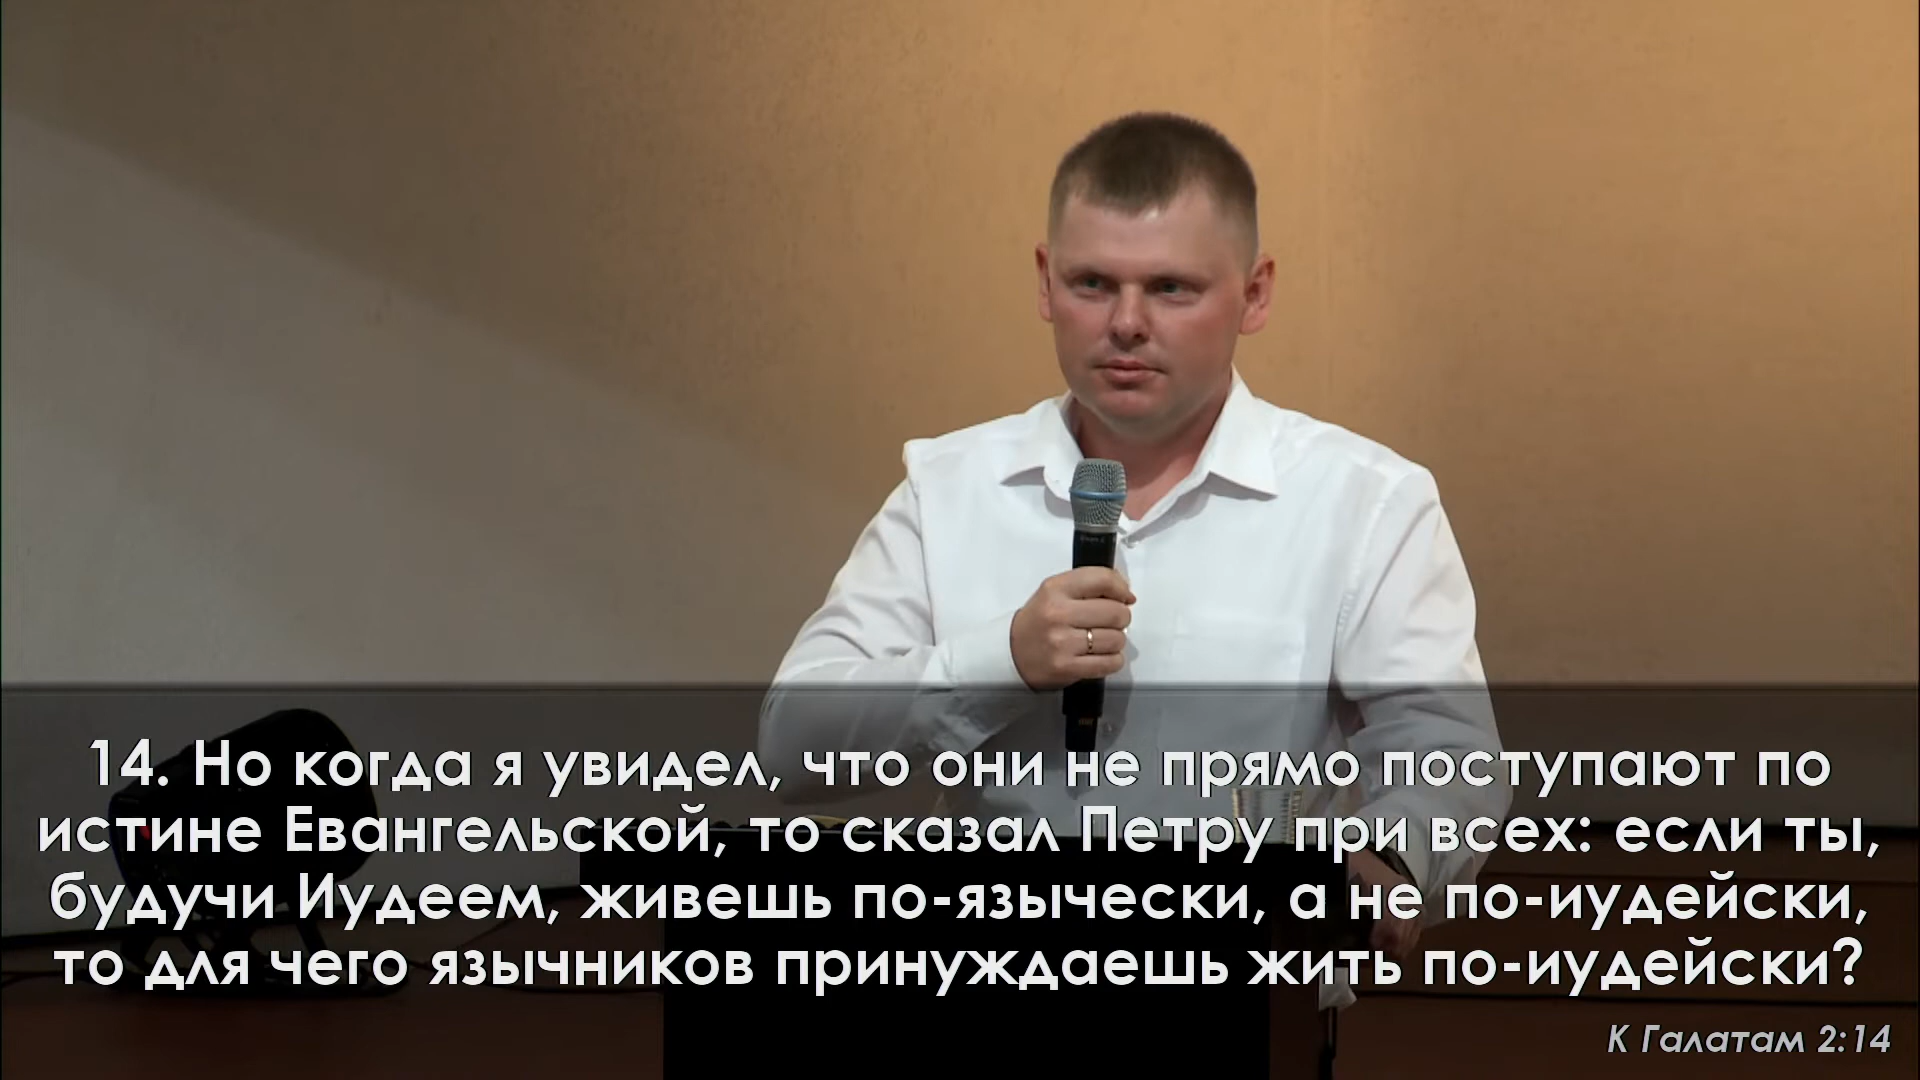 14. Но когда я увидел, что они не прямо поступают по
истине Евангельской, то сказал Петру при всех: если ты,
будучи Иудеем, живешь по-язычески, а не по-иудейски,
то для чего язычников принуждаешь жить по-иудейски?
К Галатам 2:14